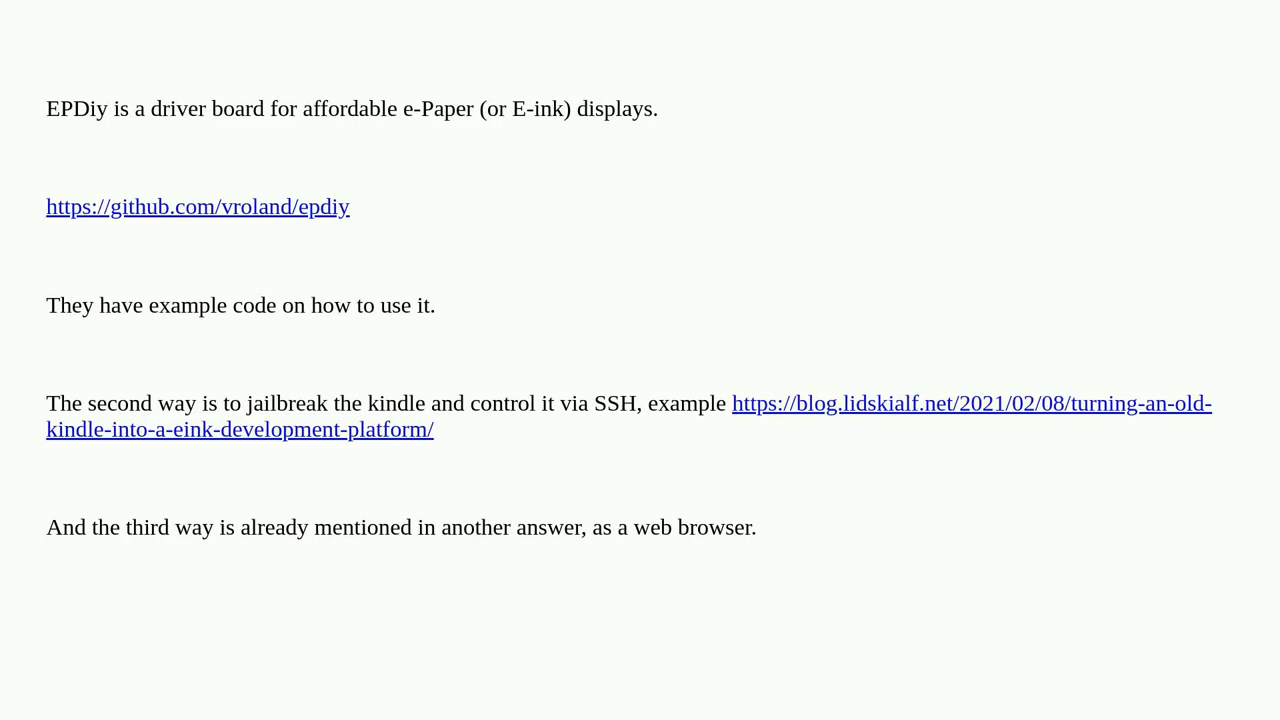 EPDiy is a driver board for affordable e-Paper (or E-ink) displays.
https://github.com/vroland/epdiy
They have example code on how to use it.
The second way is to jailbreak the kindle and control it via SSH, example https://blog.lidskialf.net/2021/02/08/turning-an-old-
kindle-into-a-eink-development-platform/
And the third way is already mentioned in another answer, as a web browser.